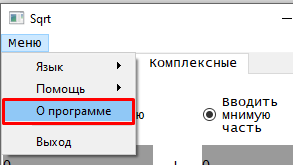 Sqrt
Меню
Язык
Помощь
О программе
Выход
Комплексные
Вводить
мнимую
часть